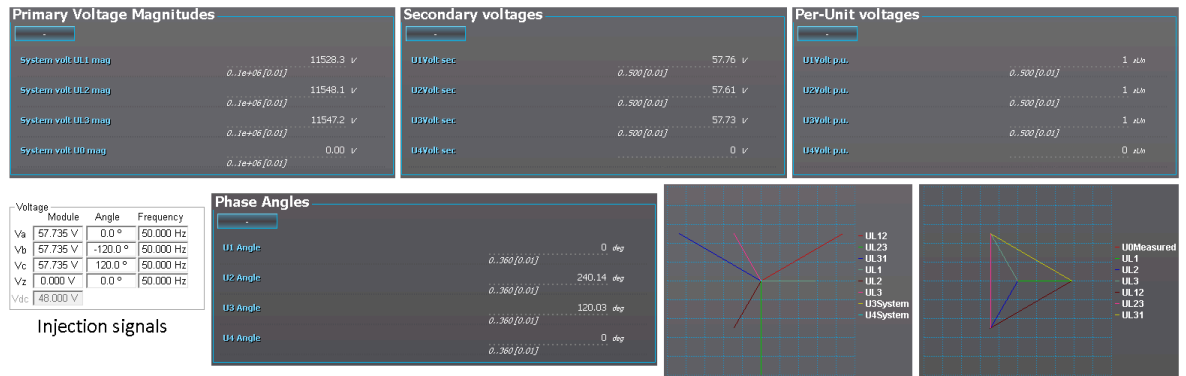 Primary Voltage Magnitudes
-
System volt UL1 mag 11528.3 V
0..1e+06 [0.01]
System volt UL2 mag 11548.1 V
0..1e+06 [0.01]
System volt UL3 mag 11547.2 V
0..1e+06 [0.01]
System volt U0 mag 0.00 V
0..1e+06 [0.01]
Secondary voltages
-
U1Volt sec 57.76 V
0..500 [0.01]
U2Volt sec 57.61 V
0..500 [0.01]
U3Volt sec 57.73 V
0..500 [0.01]
U4Volt sec 0 V
Per-Unit voltages
-
U1Volt p.u. 1 xUn
0..500 [0.01]
U2Volt p.u. 1 xUn
0..500 [0.01]
U3Volt p.u. 1 xUn
0..500 [0.01]
U4Volt p.u. 0 xUn
Voltage
Module Angle Frequency
Va 57.735 V 0.0 º 50.000 Hz
Vb 57.735 V -120.0 º 50.000 Hz
Vc 57.735 V 120.0 º 50.000 Hz
Vz 0.000 V 0.0 º 50.000 Hz
Vdc 48.000 V
Injection signals
Phase Angles
-
U1 Angle 0 deg
0..360 [0.01]
U2 Angle 240.14 deg
0..360 [0.01]
U3 Angle 120.03 deg
0..360 [0.01]
U4 Angle 0 deg
0..360 [0.01]
UL12
UL23
UL31
UL1
UL2
UL3
U3System
U4System
U0Measured
UL1
UL2
UL3
UL12
UL23
UL31